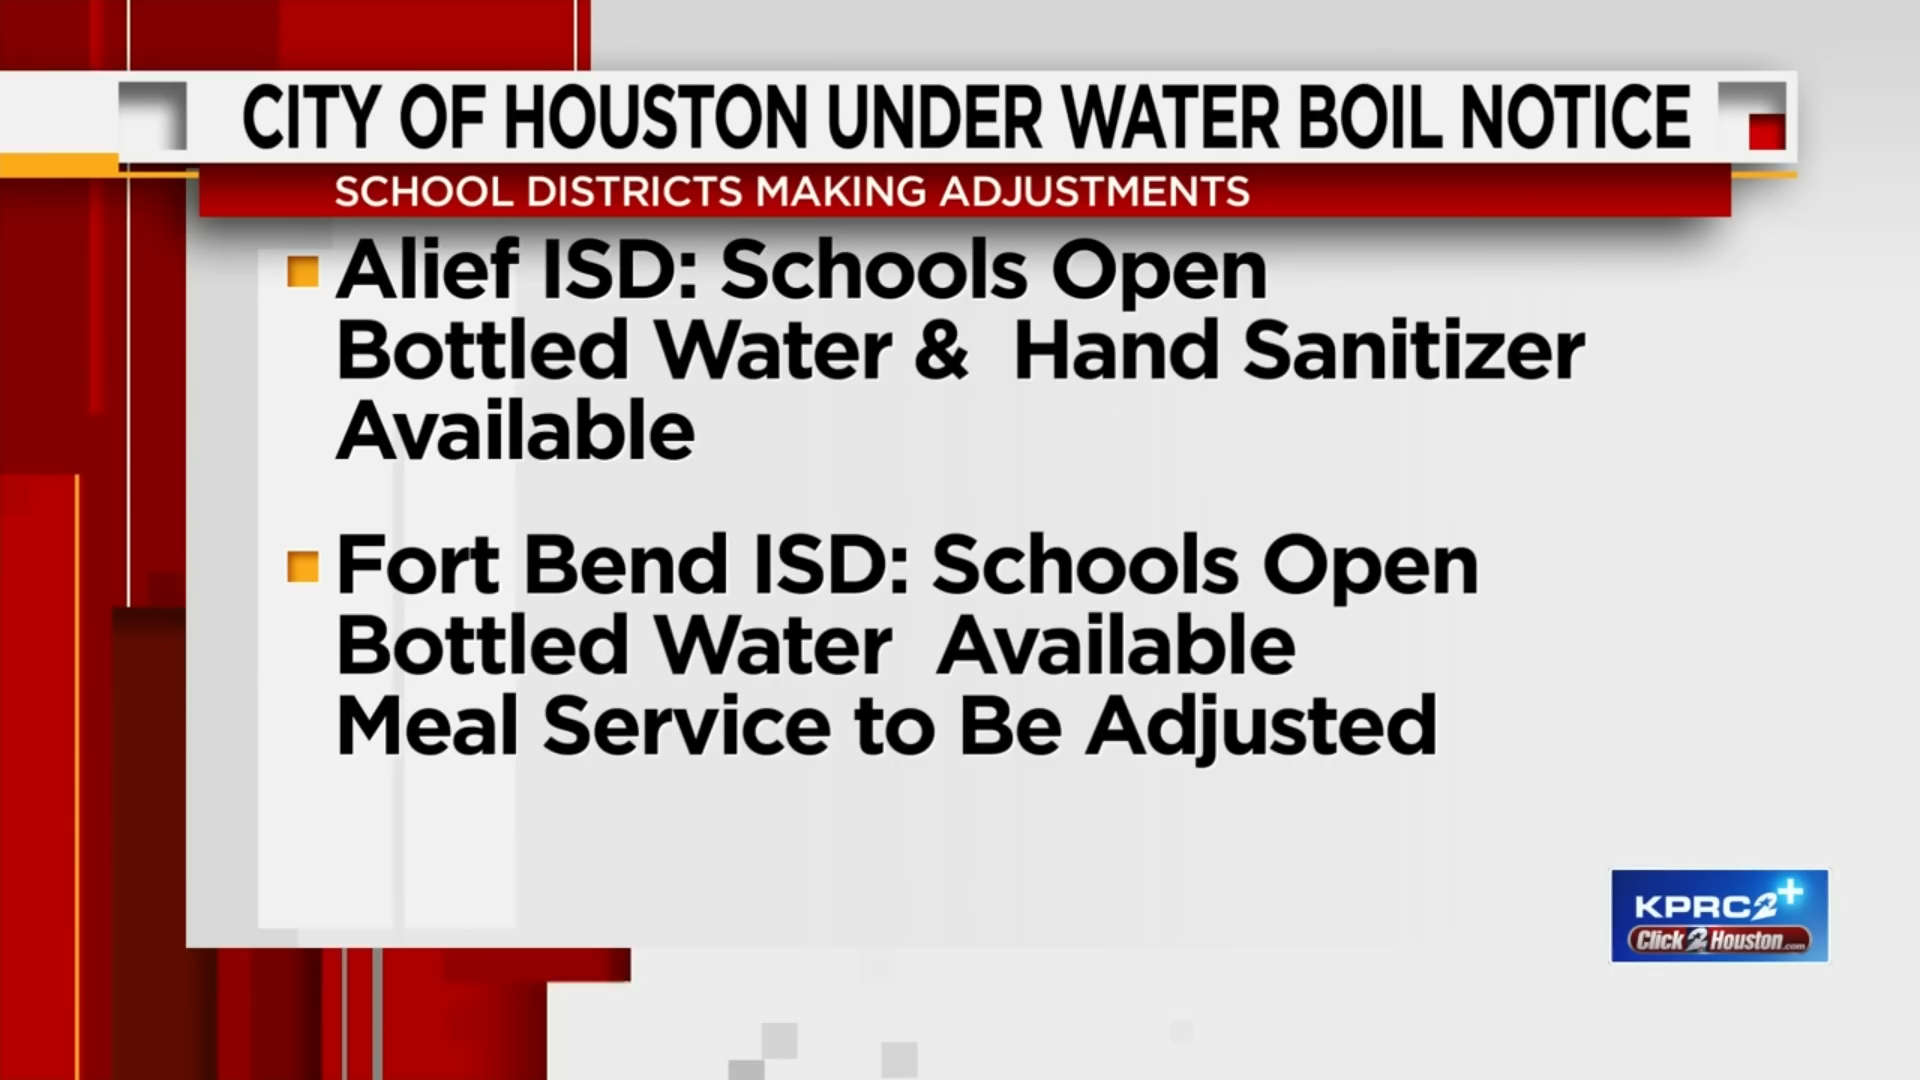 CITY OF HOUSTON UNDER WATER BOIL NOTICE
SCHOOL DISTRICTS MAKING ADJUSTMENTS
Alief ISD: Schools Open
Bottled Water & Hand Sanitizer
Available
Fort Bend ISD: Schools Open
Bottled Water Available
Meal Service to Be Adjusted
KPRC2+
Click2Houston.com